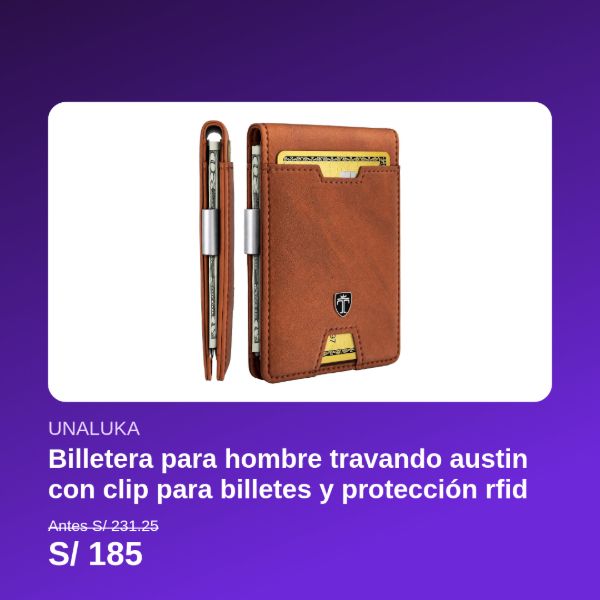 UNALUKA
Billetera para hombre travando austin
con clip para billetes y protección rfid
Antes S/ 231.25
S/ 185